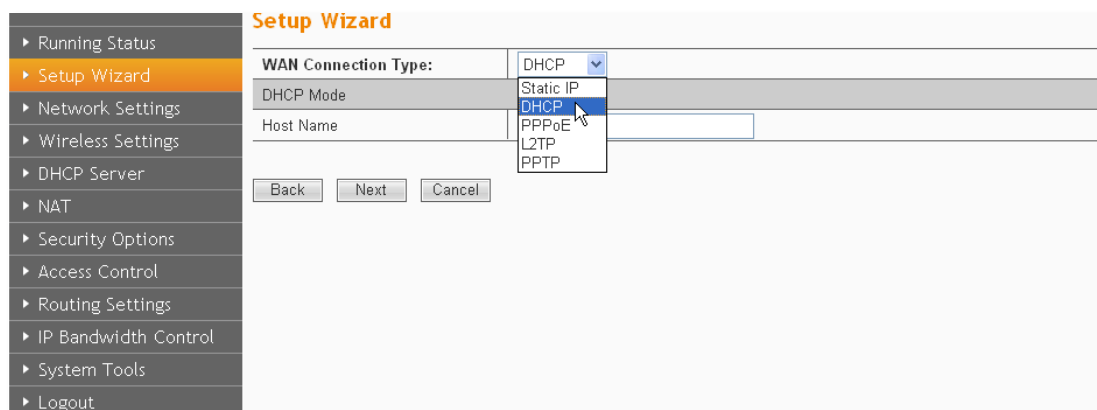 Running Status
Setup Wizard
Network Settings
Wireless Settings
DHCP Server
NAT
Security Options
Access Control
Routing Settings
IP Bandwidth Control
System Tools
Logout
Setup Wizard
WAN Connection Type: DHCP
DHCP Mode
Host Name
Static IP
DHCP
PPPoE
L2TP
PPTP
Back Next Cancel